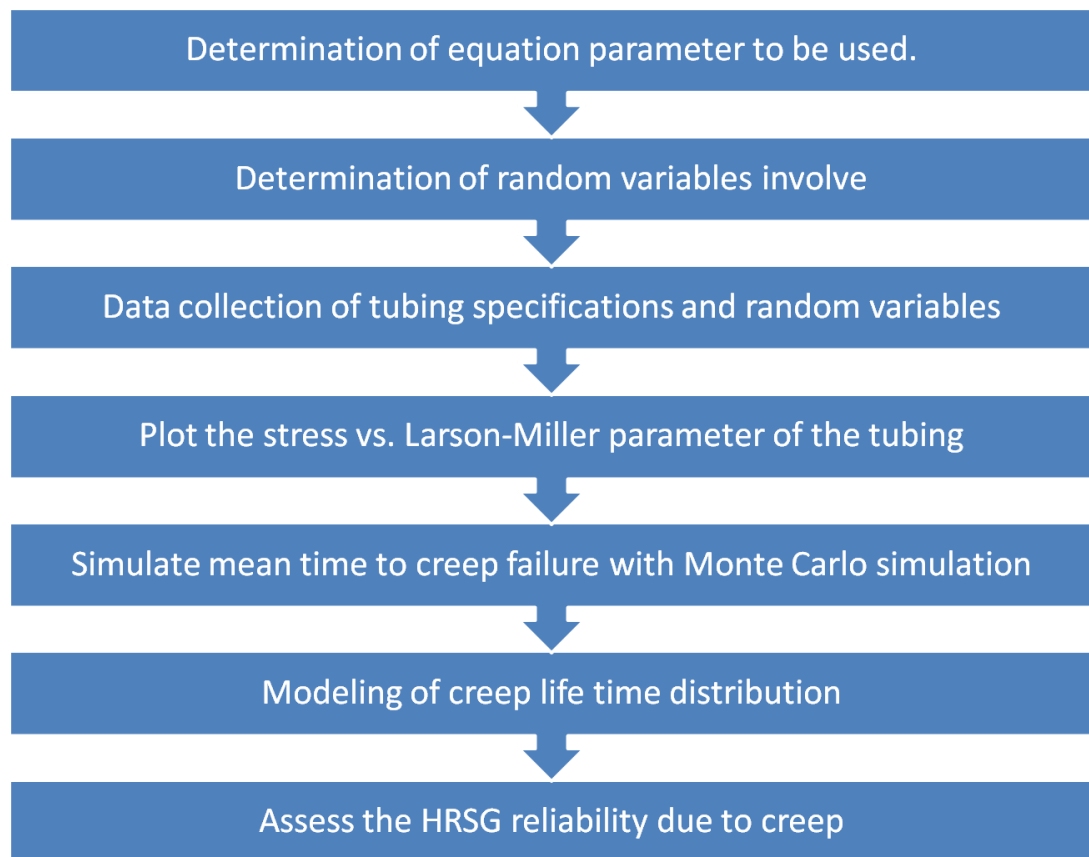 Determination of equation parameter to be used.
Determination of random variables involve
Data collection of tubing specifications and random variables
Plot the stress vs. Larson-Miller parameter of the tubing
Simulate mean time to creep failure with Monte Carlo simulation
Modeling of creep life time distribution
Assess the HRSG reliability due to creep